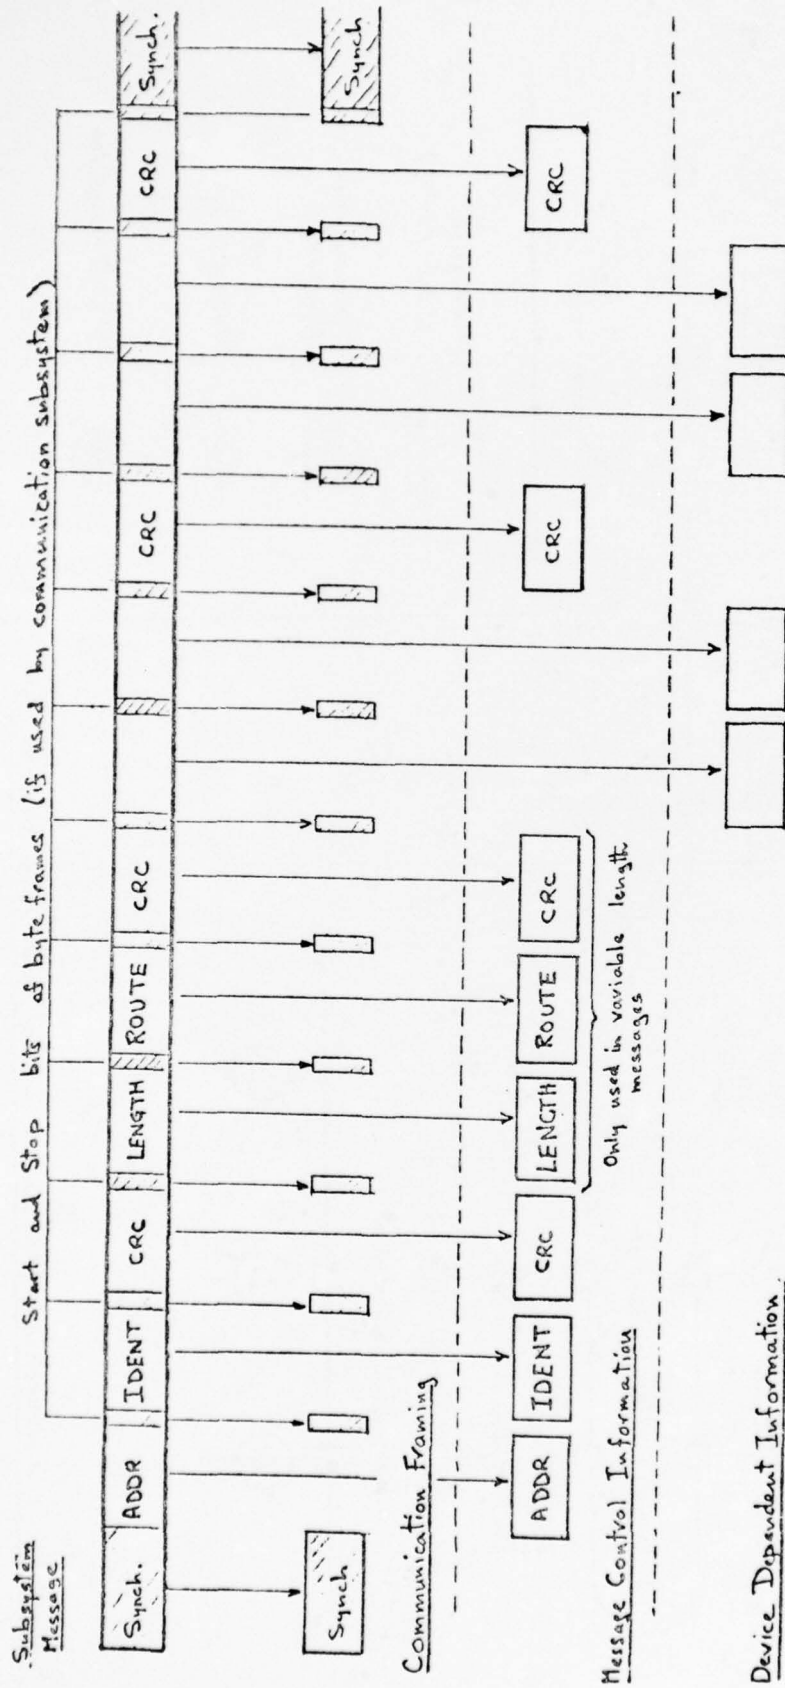 Subsystem
Message
Start and Stop bits of byte frames (if used by communication subsystem)
Synch. ADDR IDENT CRC LENGTH ROUTE CRC CRC CRC Synch.
Synch Synch
Communication Framing
ADDR IDENT CRC LENGTH ROUTE CRC CRC CRC
Only used in variable length
messages
Message Control Information
Device Dependent Information